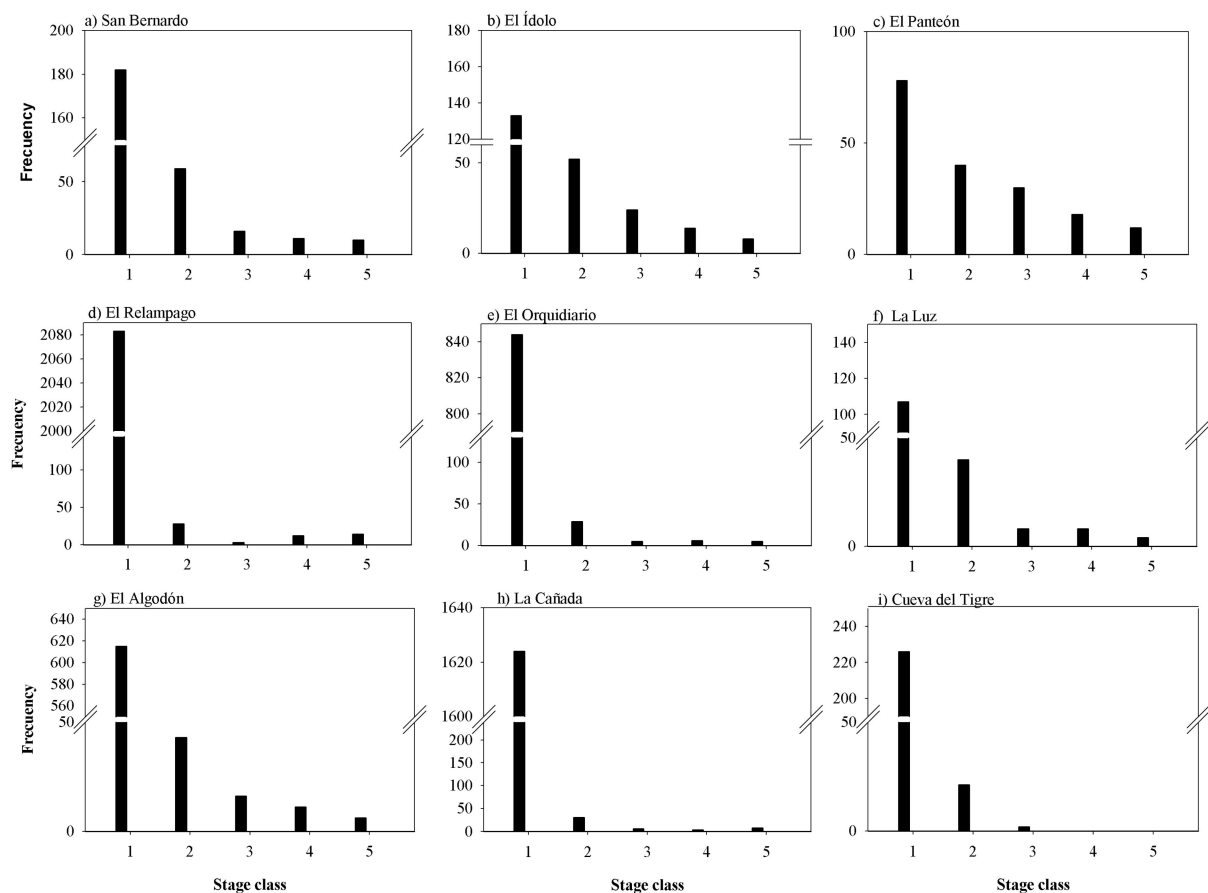 a) San Bernardo
200
180
160
50
0
Frecuency
1 2 3 4 5
b) El Ídolo
180
160
140
120
50
0
1 2 3 4 5
c) El Panteón
100
50
0
1 2 3 4 5
d) El Relampago
2080
2060
2040
2020
2000
100
50
0
Frecuency
1 2 3 4 5
e) El Orquidiario
840
820
800
100
50
0
1 2 3 4 5
f) La Luz
140
120
100
50
0
1 2 3 4 5
g) El Algodón
640
620
600
580
560
50
0
Frecuency
1 2 3 4 5
Stage class
h) La Cañada
1640
1620
1600
200
150
100
50
0
1 2 3 4 5
Stage class
i) Cueva del Tigre
240
220
200
50
0
1 2 3 4 5
Stage class